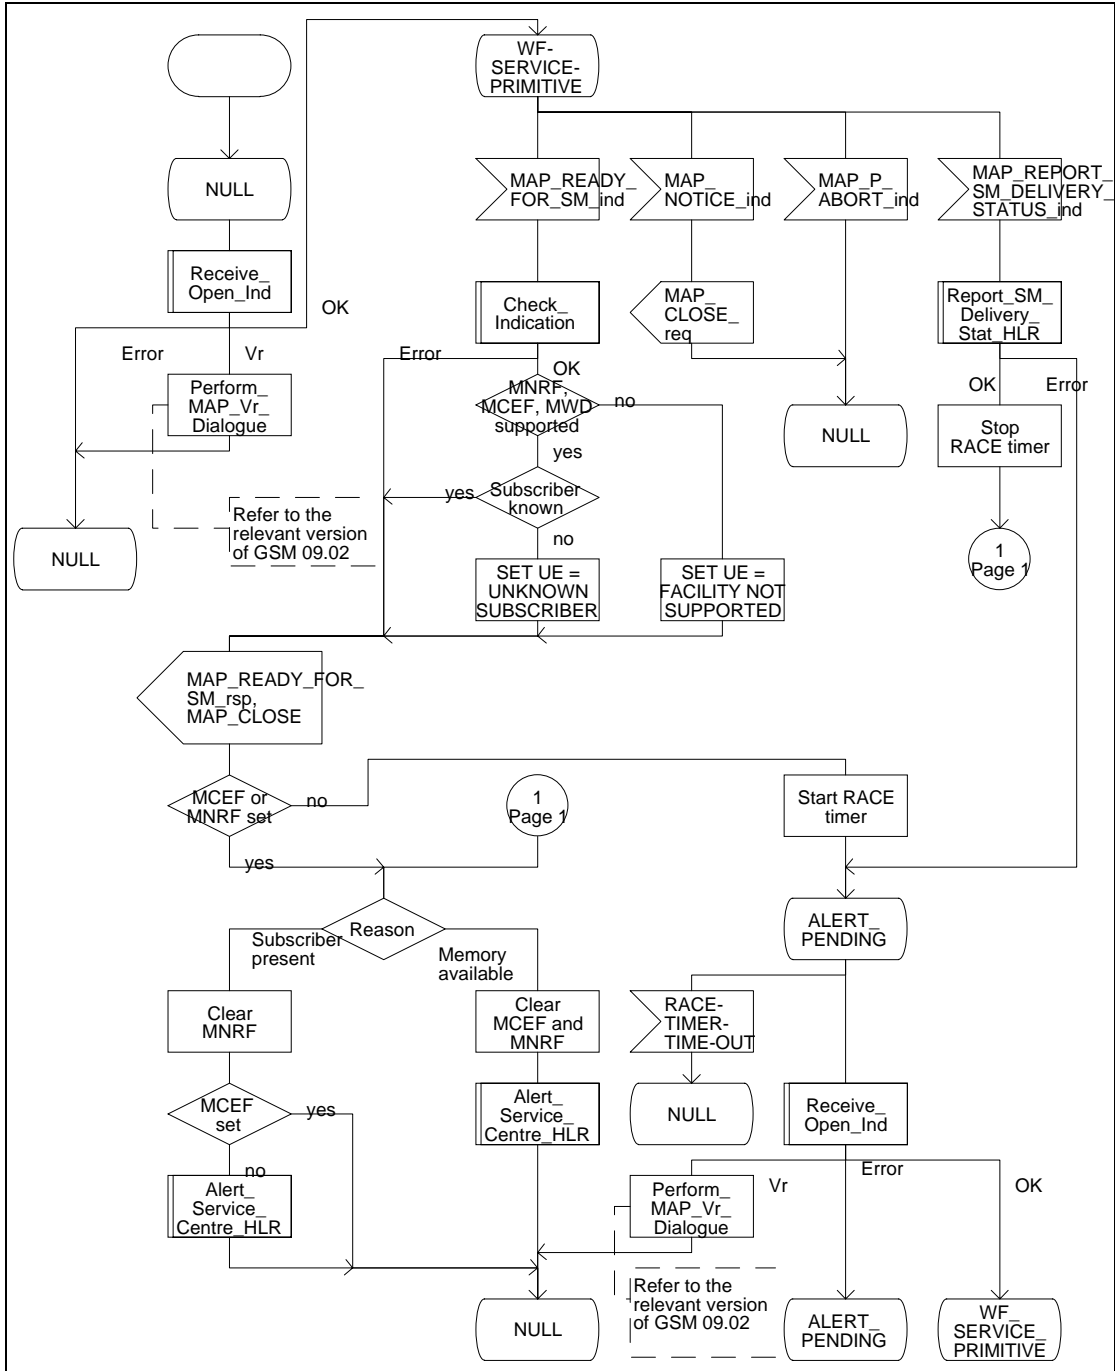 WF-
SERVICE-
PRIMITIVE
NULL
MAP_READY_
FOR_SM_ind
MAP_
NOTICE_ind
MAP_P_
ABORT_ind
MAP_REPORT_
SM_DELIVERY_
STATUS_ind
Receive_
Open_Ind
OK
Check_
Indication
MAP_
CLOSE_
req
Report_SM_
Delivery_
Stat_HLR
Error
Vr
Error
OK
OK
Error
Perform_
MAP_Vr_
Dialogue
MNRF,
MCEF, MWD
supported
no
NULL
Stop
RACE timer
yes
Subscriber
known
yes
Refer to the
relevant version
of GSM 09.02
NULL
no
1
Page 1
SET UE =
UNKNOWN
SUBSCRIBER
SET UE =
FACILITY NOT
SUPPORTED
MAP_READY_FOR_
SM_rsp,
MAP_CLOSE
MCEF or
MNRF set
no
1
Page 1
Start RACE
timer
yes
Reason
Subscriber
present
Memory
available
ALERT_
PENDING
Clear
MNRF
Clear
MCEF and
MNRF
RACE-
TIMER-
TIME-OUT
MCEF
set
yes
Alert_
Service_
Centre_HLR
NULL
Receive_
Open_Ind
no
Error
Vr
OK
Alert_
Service_
Centre_HLR
Perform_
MAP_Vr_
Dialogue
Refer to the
relevant version
of GSM 09.02
NULL
ALERT_
PENDING
WF_
SERVICE_
PRIMITIVE